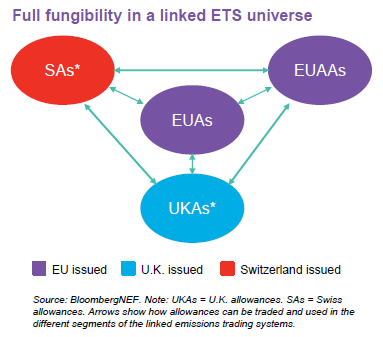 Full fungibility in a linked ETS universe
SAs*
EUAAs
EUAs
UKAs*
EU issued
U.K. issued
Switzerland issued
Source: BloombergNEF. Note: UKAs = U.K. allowances. SAs = Swiss
allowances. Arrows show how allowances can be traded and used in the
different segments of the linked emissions trading systems.